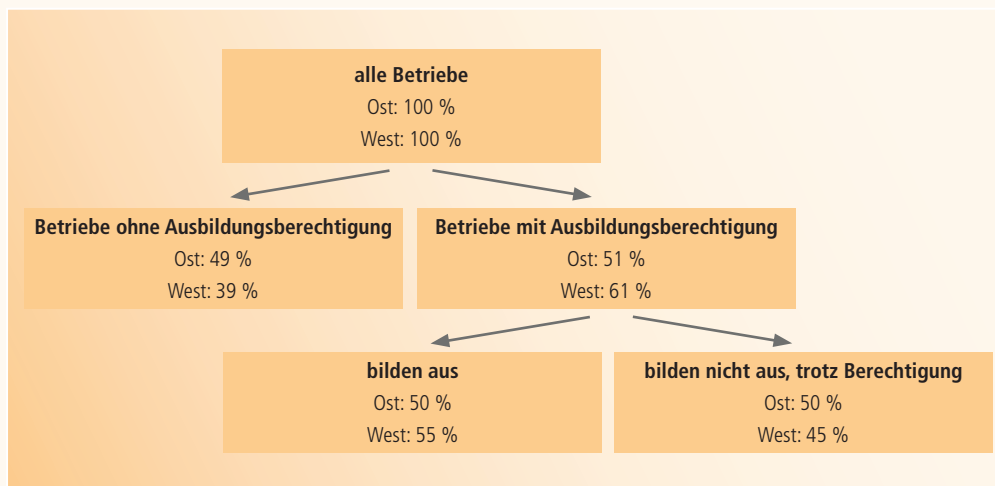 alle Betriebe
Ost: 100 %
West: 100 %
Betriebe ohne Ausbildungsberechtigung
Ost: 49 %
West: 39 %
Betriebe mit Ausbildungsberechtigung
Ost: 51 %
West: 61 %
bilden aus
Ost: 50 %
West: 55 %
bilden nicht aus, trotz Berechtigung
Ost: 50 %
West: 45 %